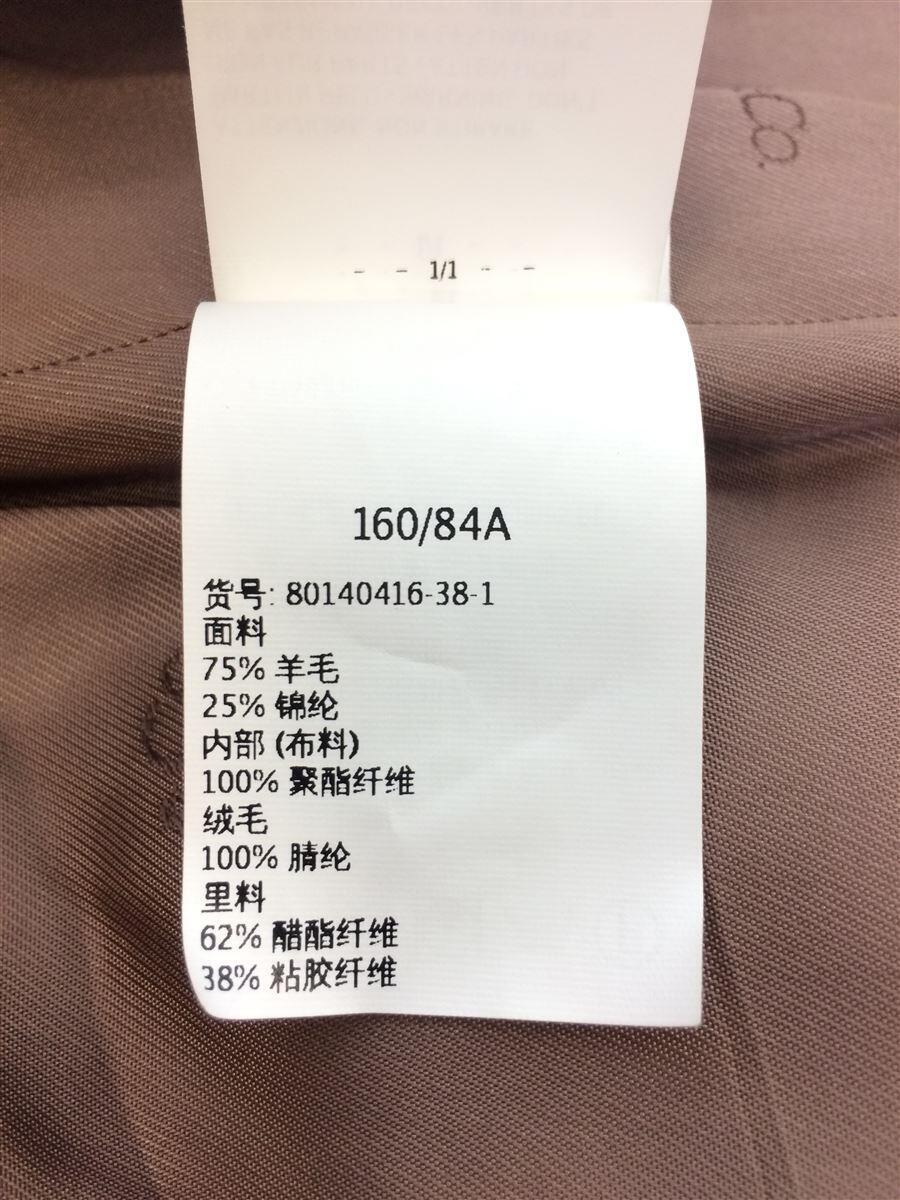 Co.
- - 1/1 - -
160/84A
货号: 80140416-38-1
面料
75% 羊毛
25% 锦纶
内部 (布料)
100% 聚酯纤维
绒毛
100% 腈纶
里料
62% 醋酯纤维
38% 粘胶纤维